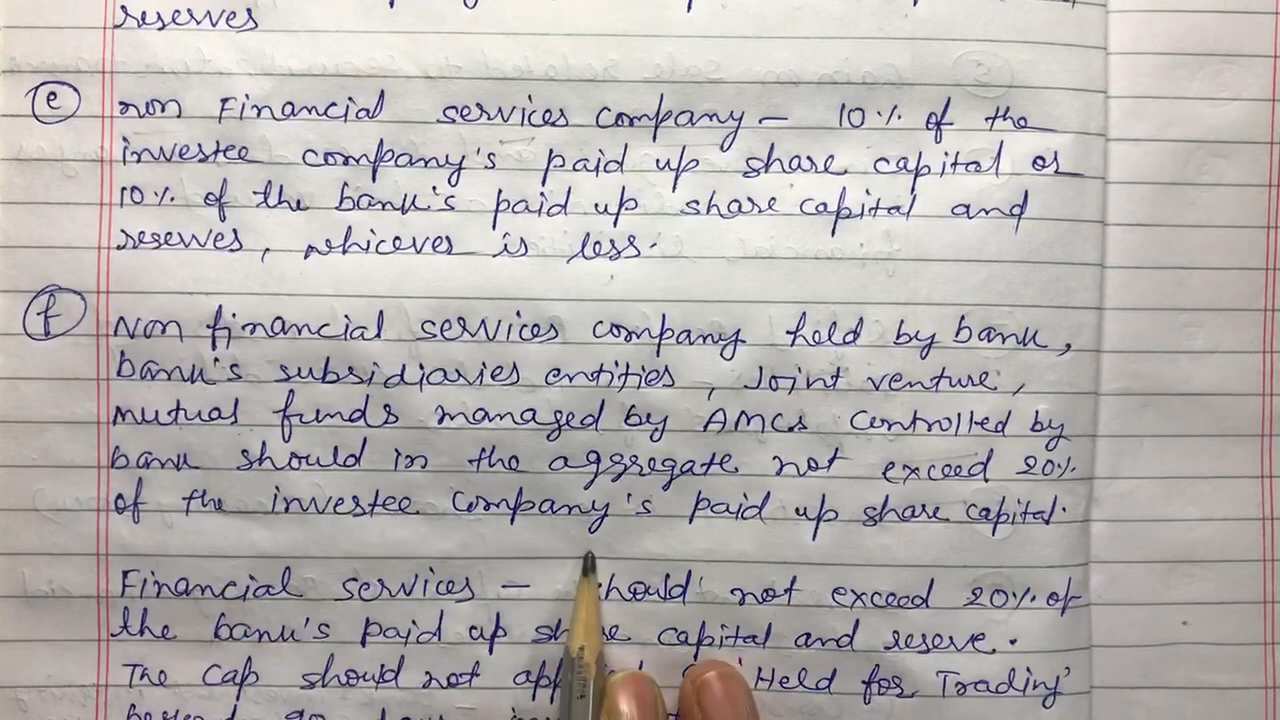 reserves
(e) non Financial services company - 10% of the
investee company's paid up share capital or
10% of the bank's paid up share capital and
reserves, whicever is less.
(f) Non financial services company held by bank,
bank's subsidiaries entities, Joint venture,
Mutual funds managed by AMCs controlled by
bank should in the aggregate not exceed 20%
of the investee company's paid up share capital.
Financial services - should not exceed 20% of
the bank's paid up share capital and reserve.
The cap should not 'Held for Trading'